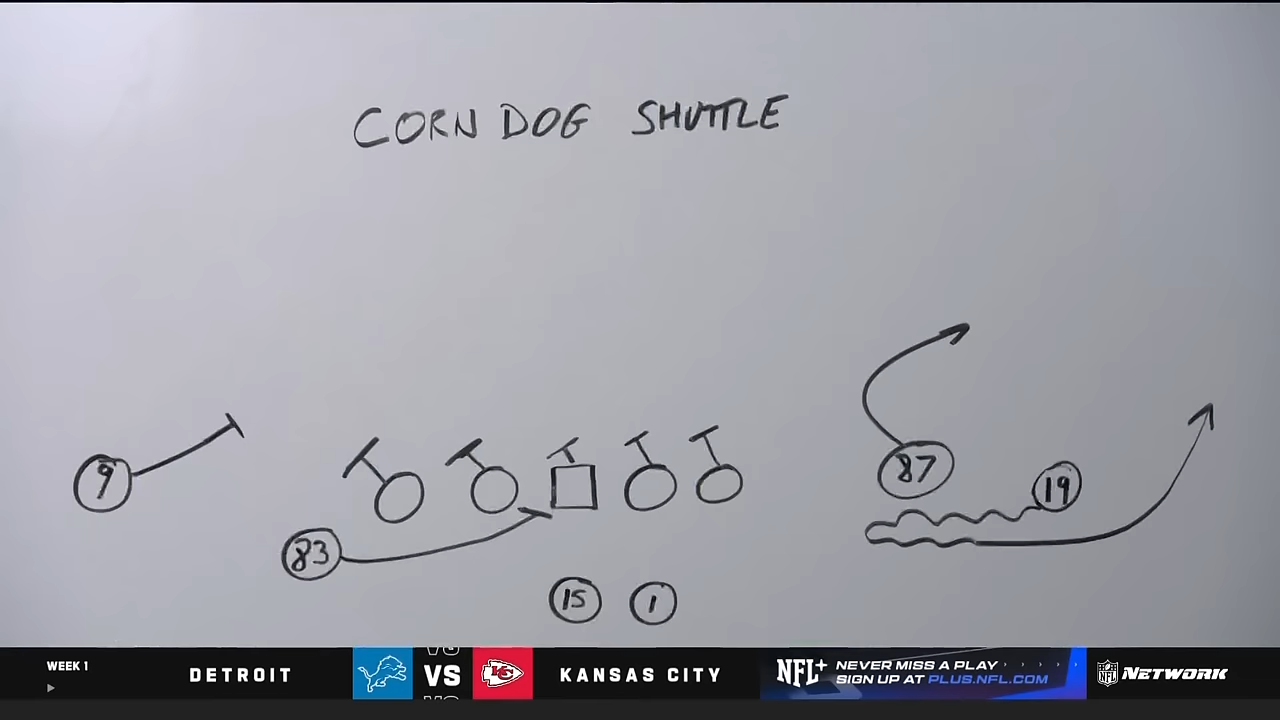 CORN DOG SHUTTLE
87
9
19
83
15
1
WEEK 1
DETROIT
VS
KC
KANSAS CITY
NFL+
NEVER MISS A PLAY
SIGN UP AT PLUS.NFL.COM
NFL NETWORK